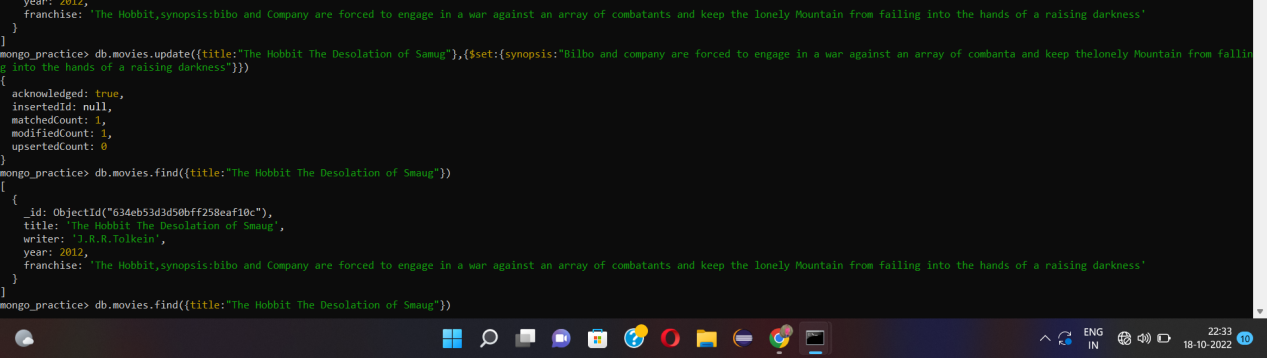 year: 2012,
franchise: 'The Hobbit,synopsis:bibo and Company are forced to engage in a war against an array of combatants and keep the lonely Mountain from failing into the hands of a raising darkness'
}
]
mongo_practice> db.movies.update({title:"The Hobbit The Desolation of Samug"},{$set:{synopsis:"Bilbo and company are forced to engage in a war against an array of combanta and keep thelonely Mountain from fallin
g into the hands of a raising darkness"}})
{
acknowledged: true,
insertedId: null,
matchedCount: 1,
modifiedCount: 1,
upsertedCount: 0
}
mongo_practice> db.movies.find({title:"The Hobbit The Desolation of Smaug"})
[
{
_id: ObjectId("634eb53d3d50bff258eaf10c"),
title: 'The Hobbit The Desolation of Smaug',
writer: 'J.R.R.Tolkein',
year: 2012,
franchise: 'The Hobbit,synopsis:bibo and Company are forced to engage in a war against an array of combatants and keep the lonely Mountain from failing into the hands of a raising darkness'
}
]
mongo_practice> db.movies.find({title:"The Hobbit The Desolation of Smaug"})
ENG
IN
22:33
18-10-2022
10